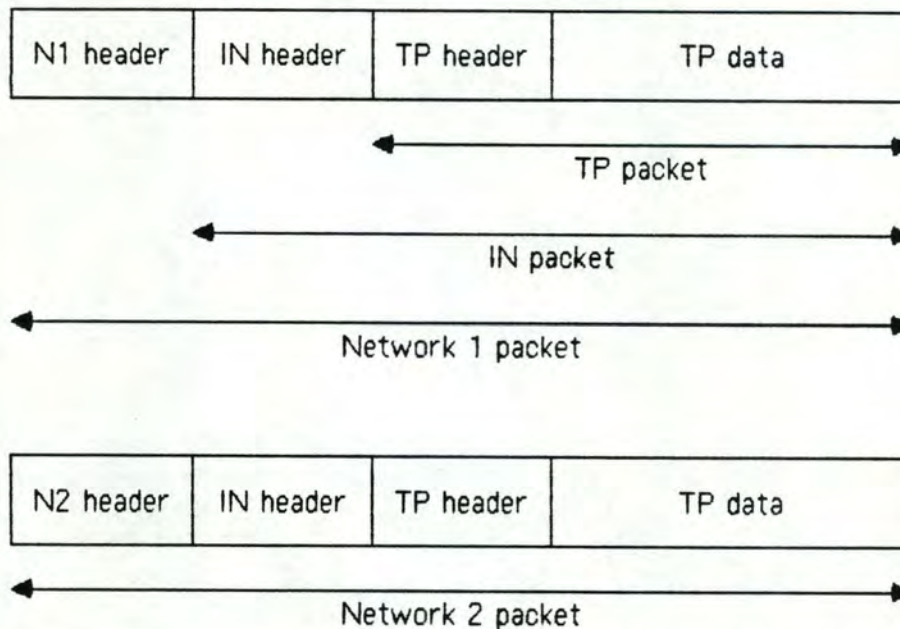 N1 header IN header TP header TP data
TP packet
IN packet
Network 1 packet
N2 header IN header TP header TP data
Network 2 packet